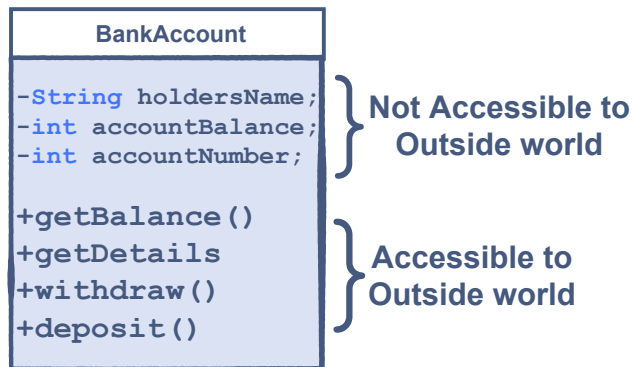 BankAccount
-String holdersName;
-int accountBalance;
-int accountNumber;
Not Accessible to
Outside world
+getBalance()
+getDetails
+withdraw()
+deposit()
Accessible to
Outside world